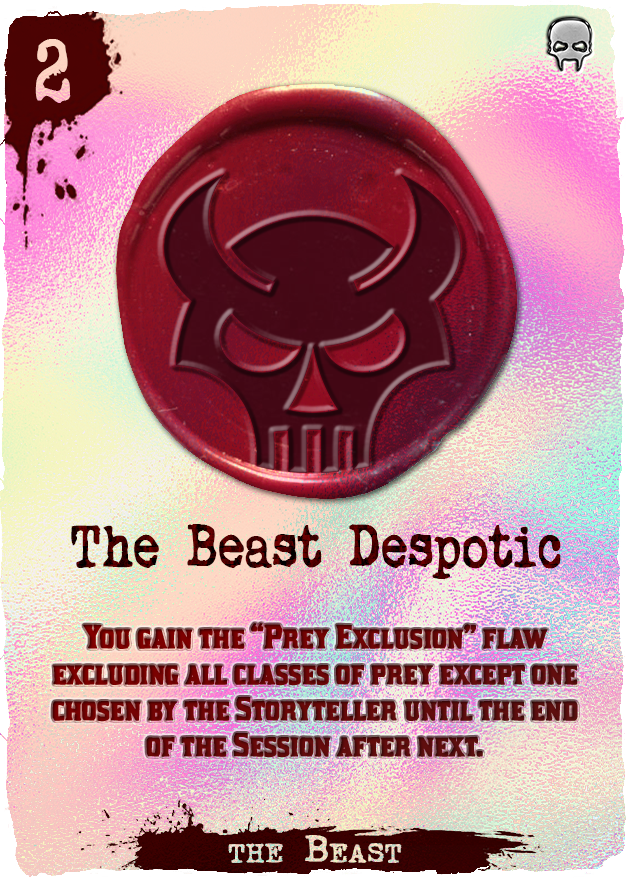 2
The Beast Despotic
You gain the “Prey Exclusion” flaw
excluding all classes of prey except one
chosen by the Storyteller until the end
of the Session after next.
the Beast